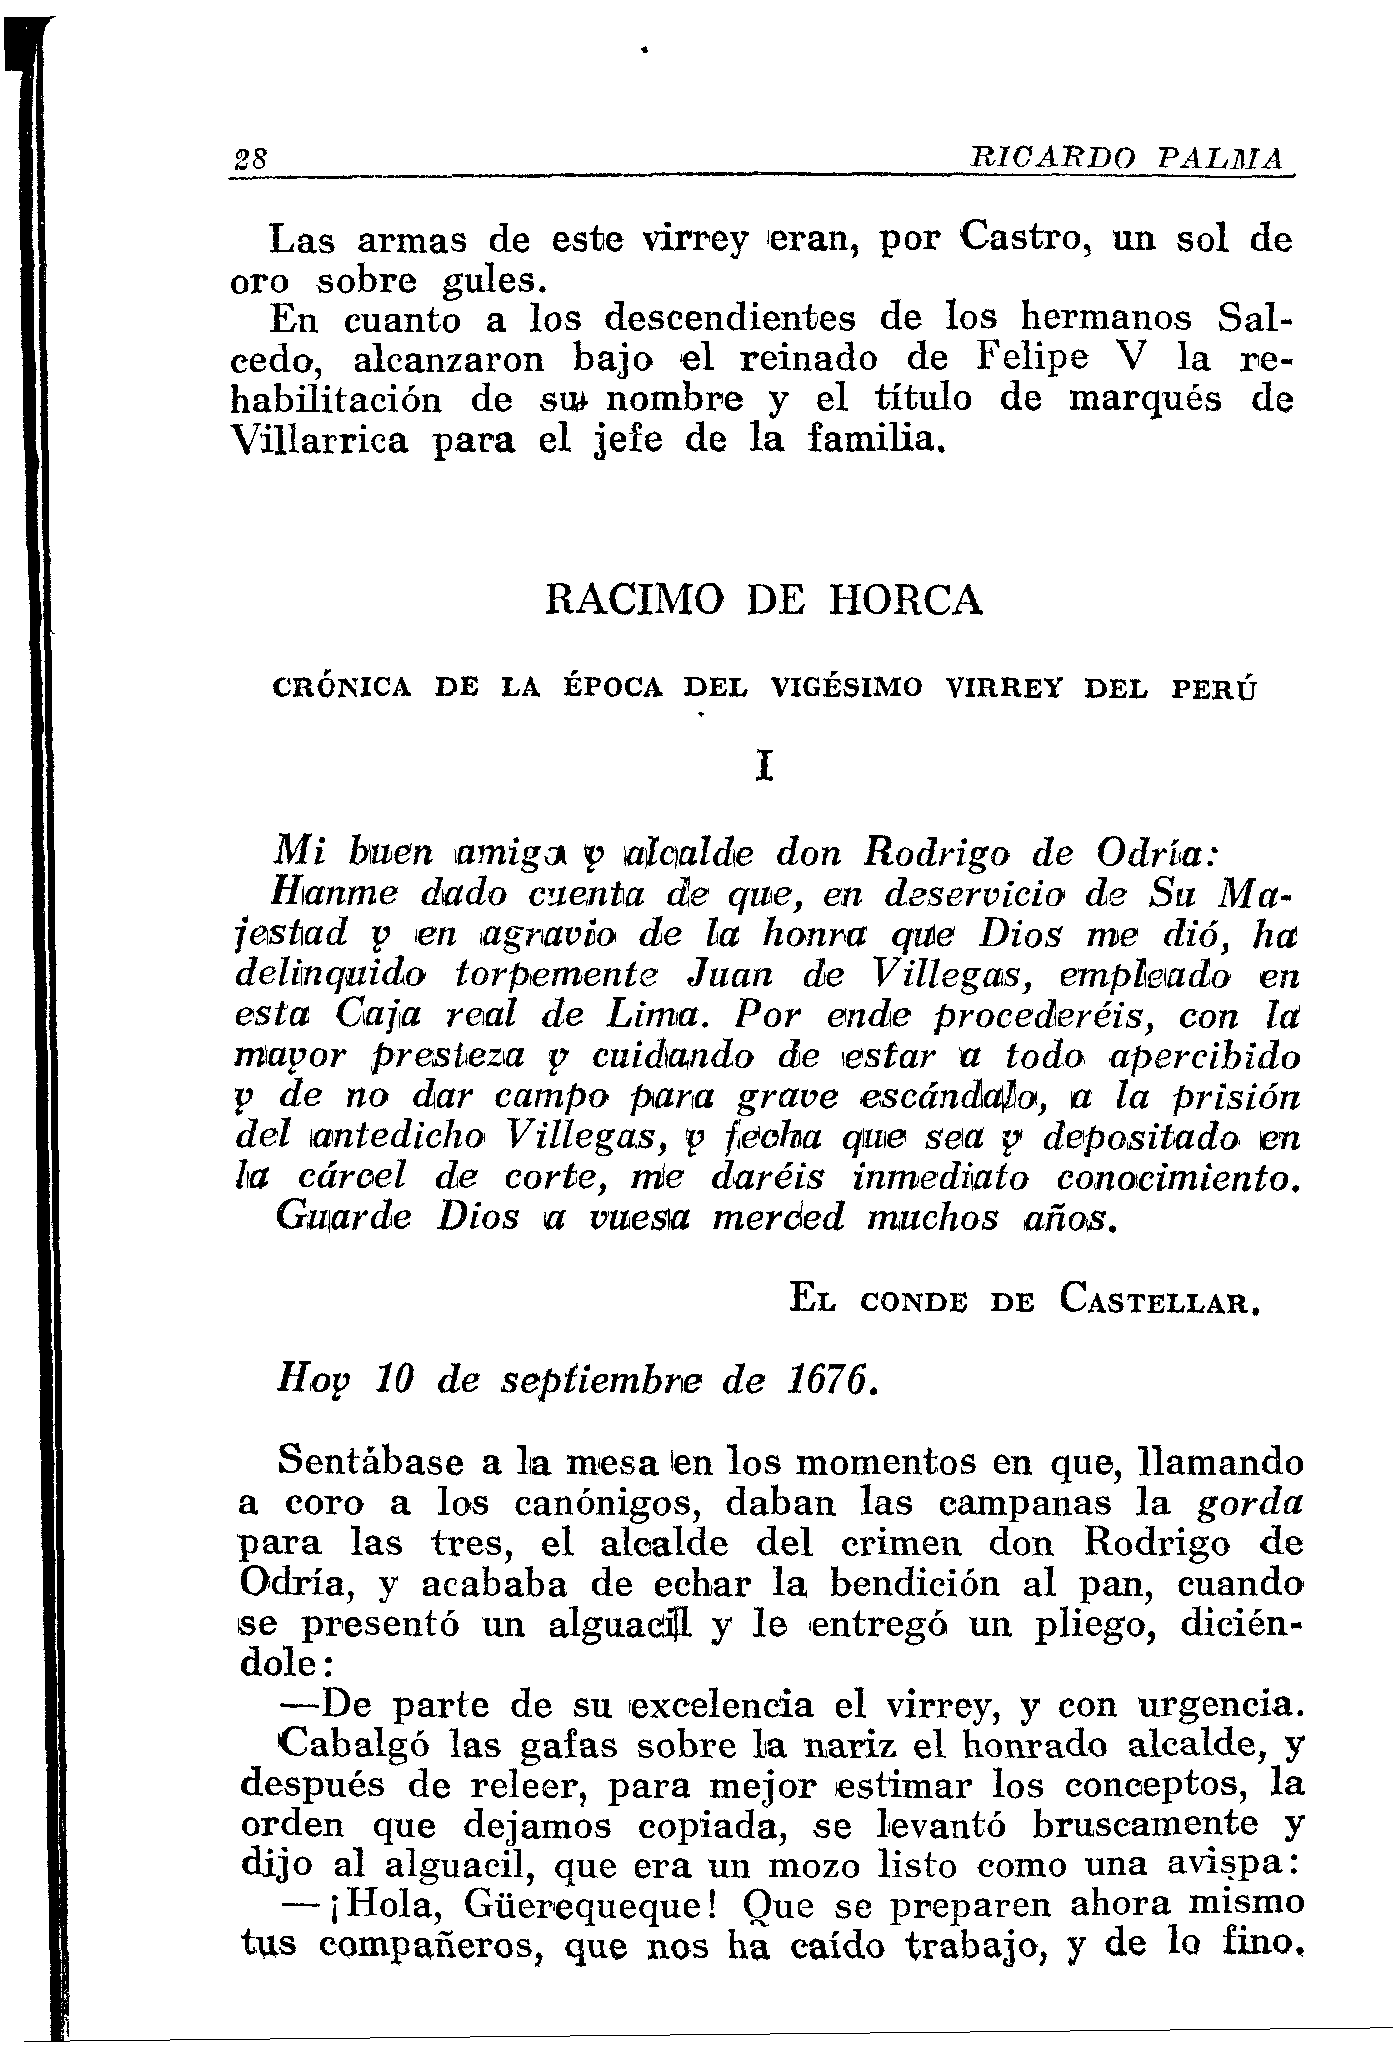 28 RICARDO PALMA
Las armas de este virrey eran, por Castro, un sol de
oro sobre gules.
En cuanto a los descendientes de los hermanos Sal-
cedo, alcanzaron bajo el reinado de Felipe V la re-
habilitación de su nombre y el título de marqués de
Villarrica para el jefe de la familia.
RACIMO DE HORCA
CRÓNICA DE LA ÉPOCA DEL VIGÉSIMO VIRREY DEL PERÚ
I
Mi buen amigo y alcalde don Rodrigo de Odría:
Hanme dado cuenta de que, en deservicio de Su Ma-
jestad y en agravio de la honra que Dios me dió, ha
delinquido torpemente Juan de Villegas, empleado en
esta Caja real de Lima. Por ende procederéis, con la
mayor presteza y cuidando de estar a todo apercibido
y de no dar campo para grave escándalo, a la prisión
del antedicho Villegas, y fecha que sea y depositado en
la cárcel de corte, me daréis inmediato conocimiento.
Guarde Dios a vuesa merced muchos años.
EL CONDE DE CASTELLAR.
Hoy 10 de septiembre de 1676.
Sentábase a la mesa en los momentos en que, llamando
a coro a los canónigos, daban las campanas la gorda
para las tres, el alcalde del crimen don Rodrigo de
Odría, y acababa de echar la bendición al pan, cuando
se presentó un alguacil y le entregó un pliego, dicién-
dole:
—De parte de su excelencia el virrey, y con urgencia.
Cabalgó las gafas sobre la nariz el honrado alcalde, y
después de releer, para mejor estimar los conceptos, la
orden que dejamos copiada, se levantó bruscamente y
dijo al alguacil, que era un mozo listo como una avispa:
—¡Hola, Güerequeque! Que se preparen ahora mismo
tus compañeros, que nos ha caído trabajo, y de lo fino.